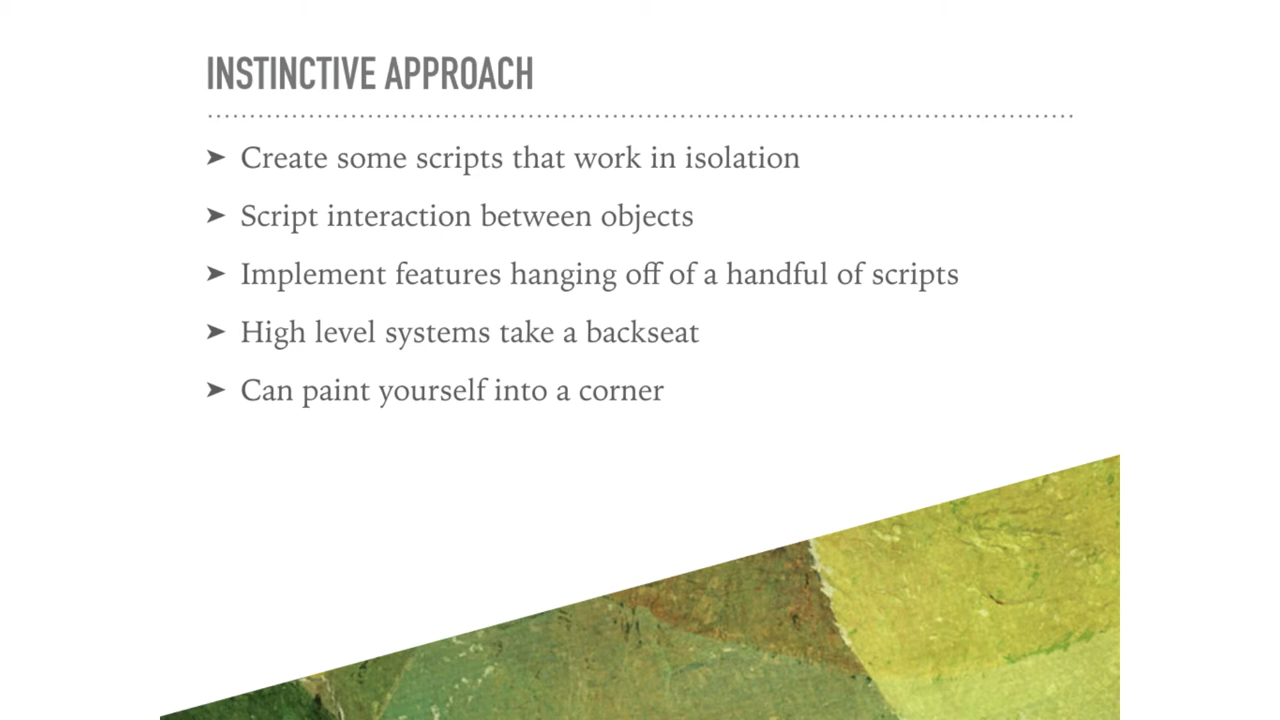 INSTINCTIVE APPROACH
➤ Create some scripts that work in isolation
➤ Script interaction between objects
➤ Implement features hanging off of a handful of scripts
➤ High level systems take a backseat
➤ Can paint yourself into a corner